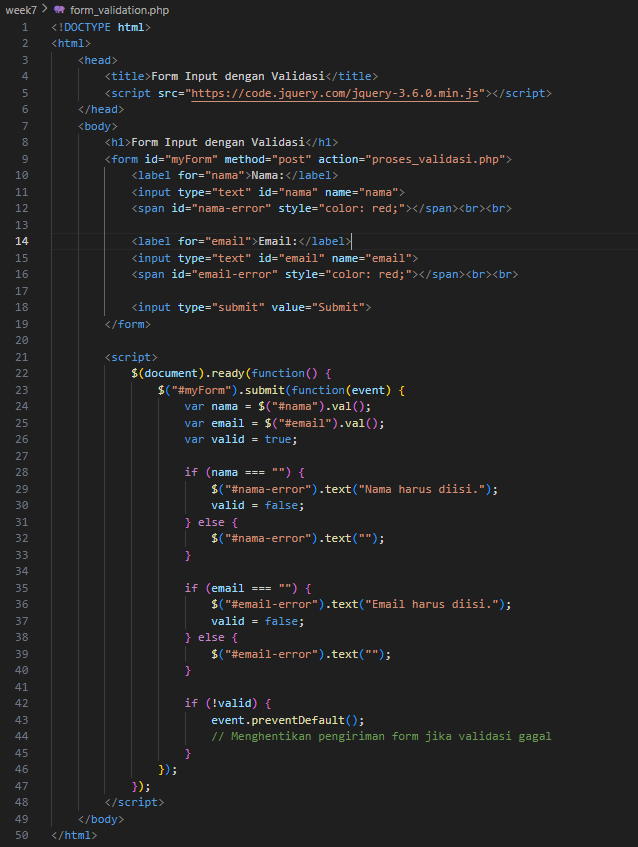 week7 > form_validation.php
1 <!DOCTYPE html>
2 <html>
3     <head>
4         <title>Form Input dengan Validasi</title>
5         <script src="https://code.jquery.com/jquery-3.6.0.min.js"></script>
6     </head>
7     <body>
8         <h1>Form Input dengan Validasi</h1>
9         <form id="myForm" method="post" action="proses_validasi.php">
10             <label for="nama">Nama:</label>
11             <input type="text" id="nama" name="nama">
12             <span id="nama-error" style="color: red;"></span><br><br>
13
14             <label for="email">Email:</label>
15             <input type="text" id="email" name="email">
16             <span id="email-error" style="color: red;"></span><br><br>
17
18             <input type="submit" value="Submit">
19         </form>
20
21         <script>
22             $(document).ready(function() {
23                 $("#myForm").submit(function(event) {
24                     var nama = $("#nama").val();
25                     var email = $("#email").val();
26                     var valid = true;
27
28                     if (nama === "") {
29                         $("#nama-error").text("Nama harus diisi.");
30                         valid = false;
31                     } else {
32                         $("#nama-error").text("");
33                     }
34
35                     if (email === "") {
36                         $("#email-error").text("Email harus diisi.");
37                         valid = false;
38                     } else {
39                         $("#email-error").text("");
40                     }
41
42                     if (!valid) {
43                         event.preventDefault();
44                         // Menghentikan pengiriman form jika validasi gagal
45                     }
46                 });
47             });
48         </script>
49     </body>
50 </html>